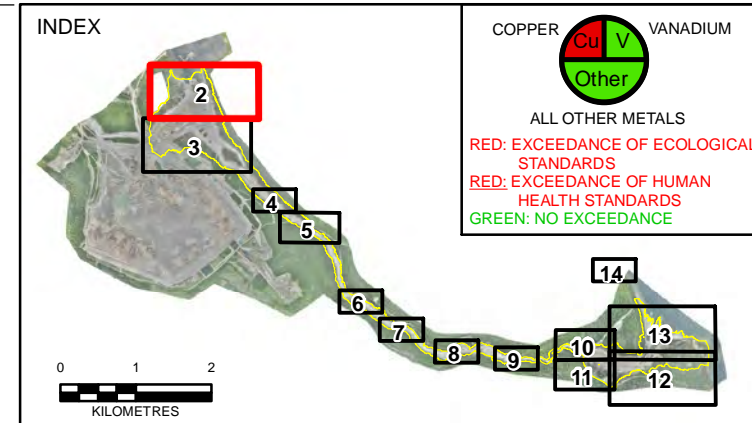 INDEX
2
3
4
5
6
7
8
9
10
11
12
13
14
0 1 2
KILOMETRES
COPPER VANADIUM
Cu V
Other
ALL OTHER METALS
RED: EXCEEDANCE OF ECOLOGICAL
STANDARDS
RED: EXCEEDANCE OF HUMAN
HEALTH STANDARDS
GREEN: NO EXCEEDANCE